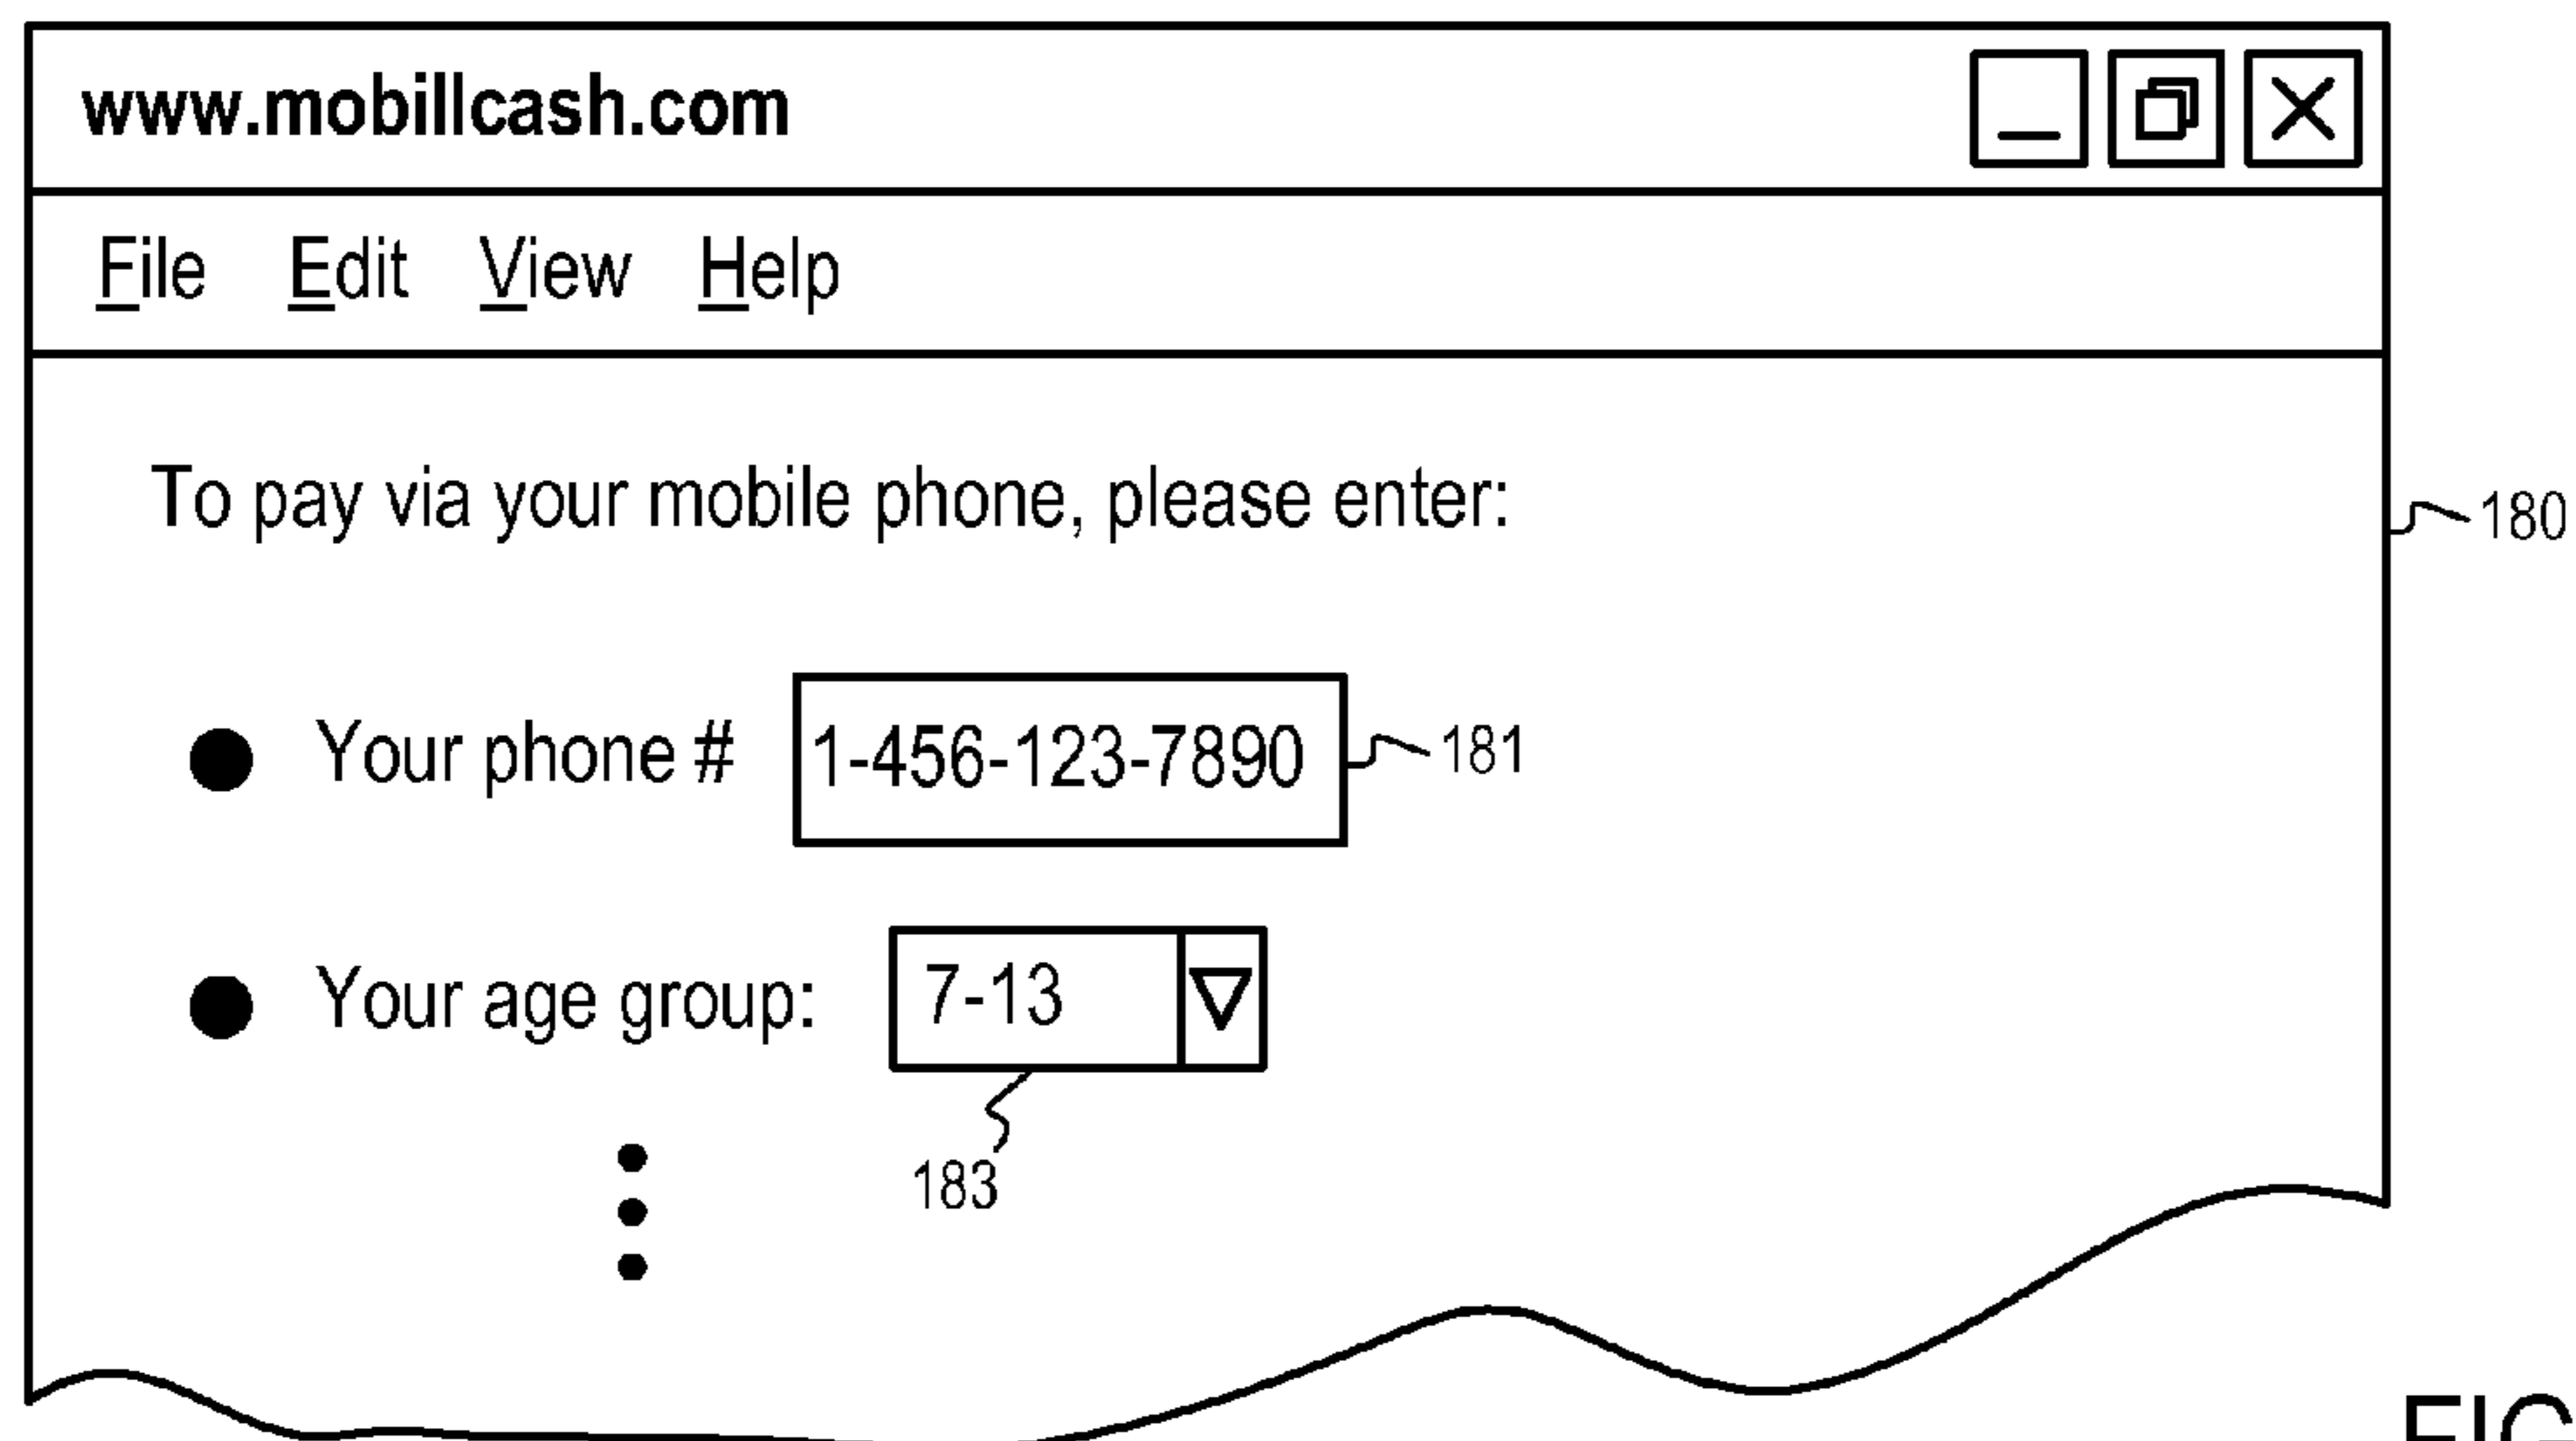 www.mobillcash.com
File Edit View Help
To pay via your mobile phone, please enter:
180
● Your phone # 1-456-123-7890 181
● Your age group: 7-13
183